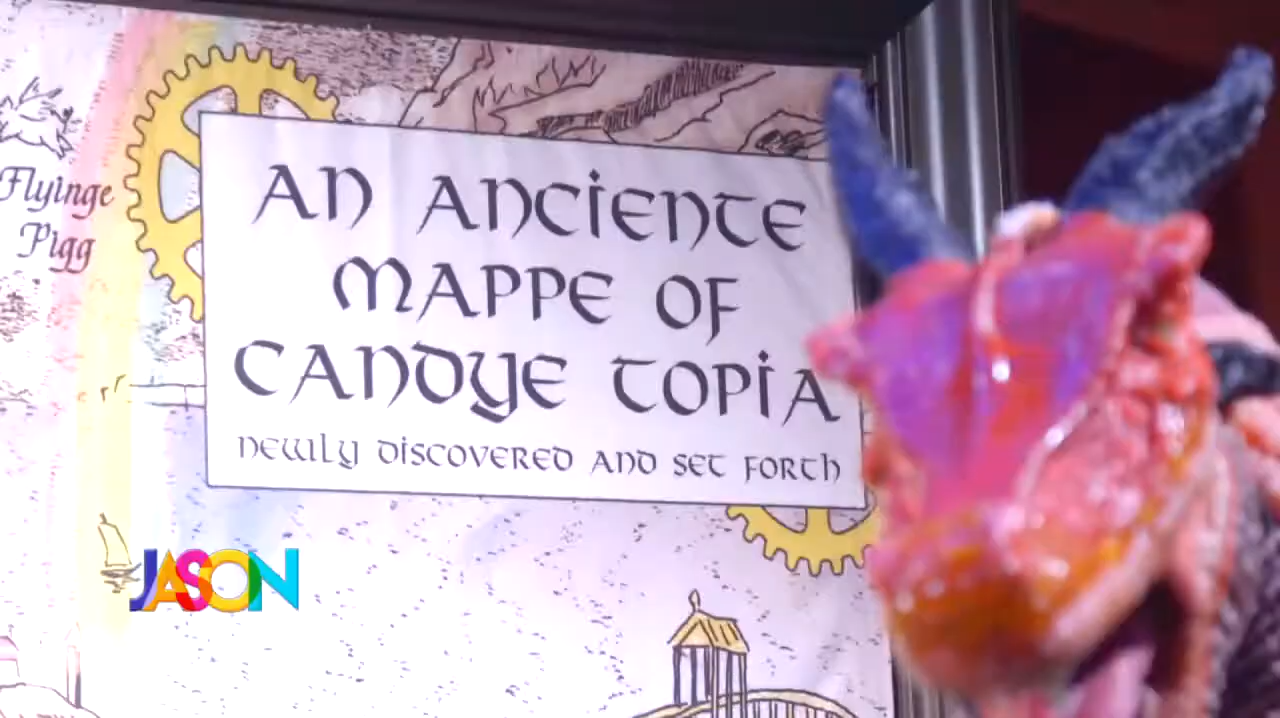 Flyinge
Pigg
AN ANCIENTE
MAPPE OF
CANDYE TOPIA
NEWLY DISCOVERED AND SET FORTH
JASON